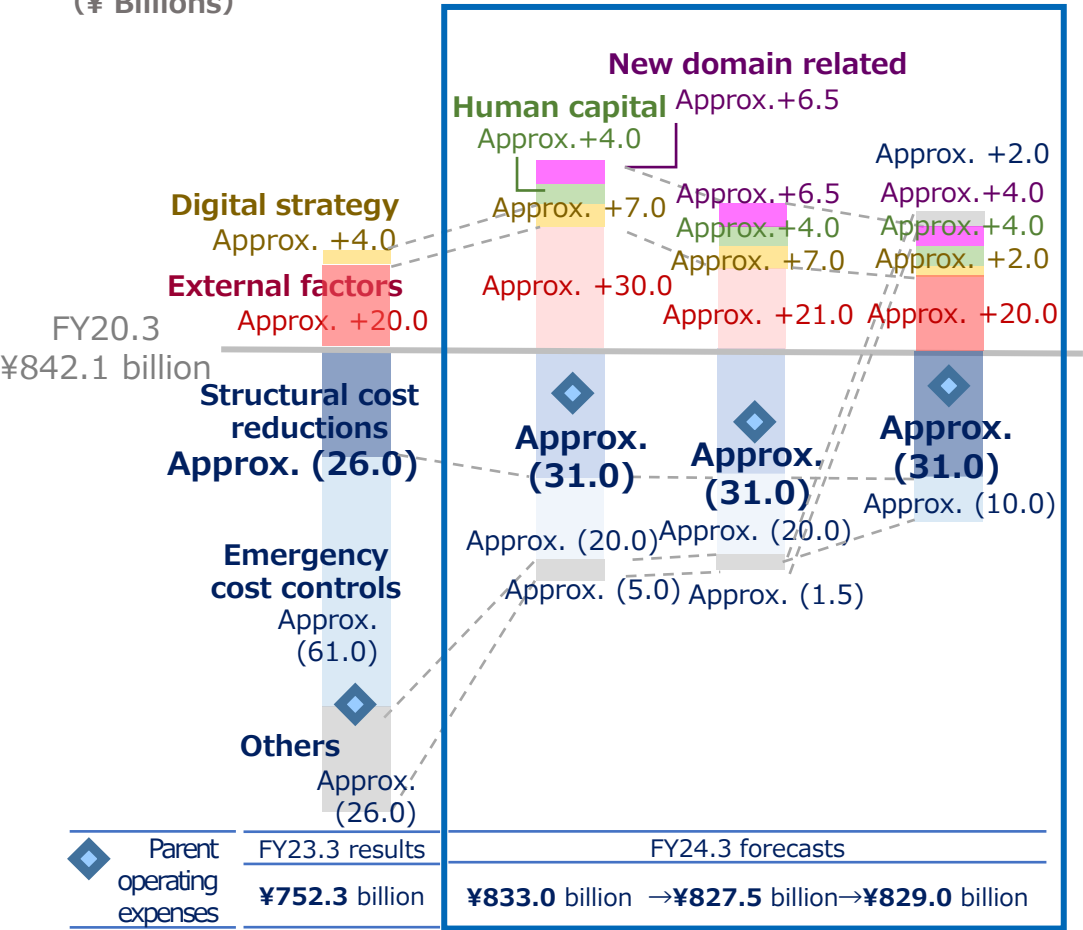 (¥ Billions)
New domain related
Approx.+6.5
Human capital
Approx.+4.0
Approx. +2.0
Digital strategy
Approx. +4.0
Approx. +7.0
Approx.+6.5
Approx.+4.0
Approx. +7.0
Approx.+4.0
Approx.+4.0
Approx. +2.0
External factors
Approx. +20.0
Approx. +30.0
Approx. +21.0
Approx. +20.0
FY20.3
¥842.1 billion
Structural cost
reductions
Approx. (26.0)
Approx.
(31.0)
Approx.
(31.0)
Approx.
(31.0)
Emergency
cost controls
Approx.
(61.0)
Approx. (20.0)
Approx. (20.0)
Approx. (10.0)
Approx. (5.0)
Approx. (1.5)
Others
Approx.
(26.0)
Parent
operating
expenses
FY23.3 results
¥752.3 billion
FY24.3 forecasts
¥833.0 billion →¥827.5 billion→¥829.0 billion